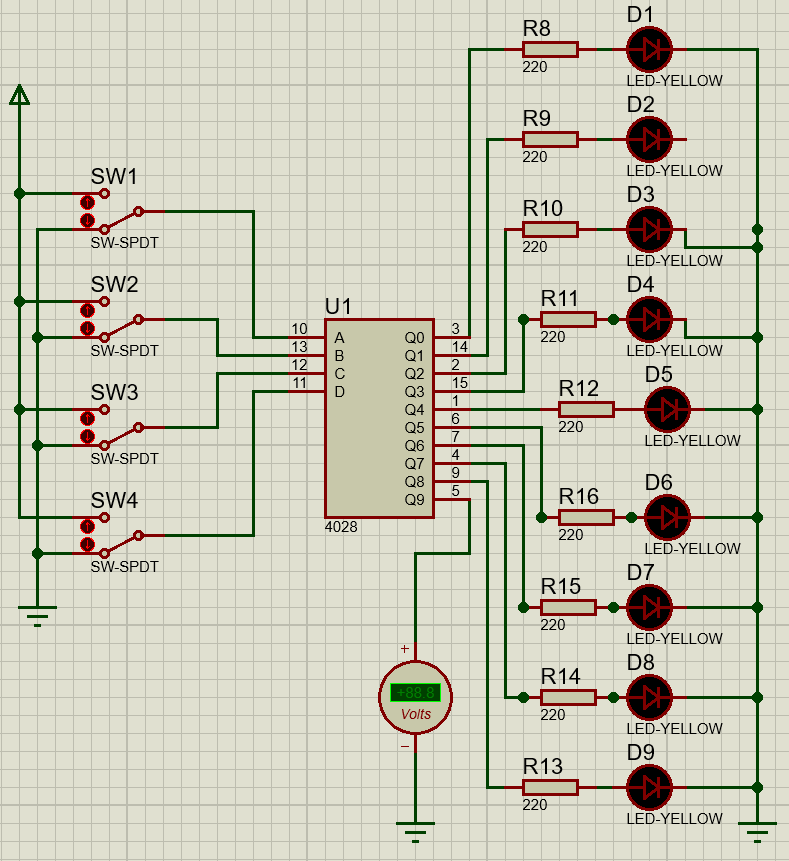 D1
R8
220
LED-YELLOW
D2
R9
220
LED-YELLOW
SW1
SW-SPDT
D3
R10
220
LED-YELLOW
SW2
SW-SPDT
D4
R11
220
LED-YELLOW
U1
10 A Q0 3
13 B Q1 14
12 C Q2 2
11 D Q3 15
Q4 1
Q5 6
Q6 7
Q7 4
Q8 9
Q9 5
4028
SW3
SW-SPDT
D5
R12
220
LED-YELLOW
SW4
SW-SPDT
D6
R16
220
LED-YELLOW
D7
R15
220
LED-YELLOW
+
+88.8
Volts
−
D8
R14
220
LED-YELLOW
D9
R13
220
LED-YELLOW